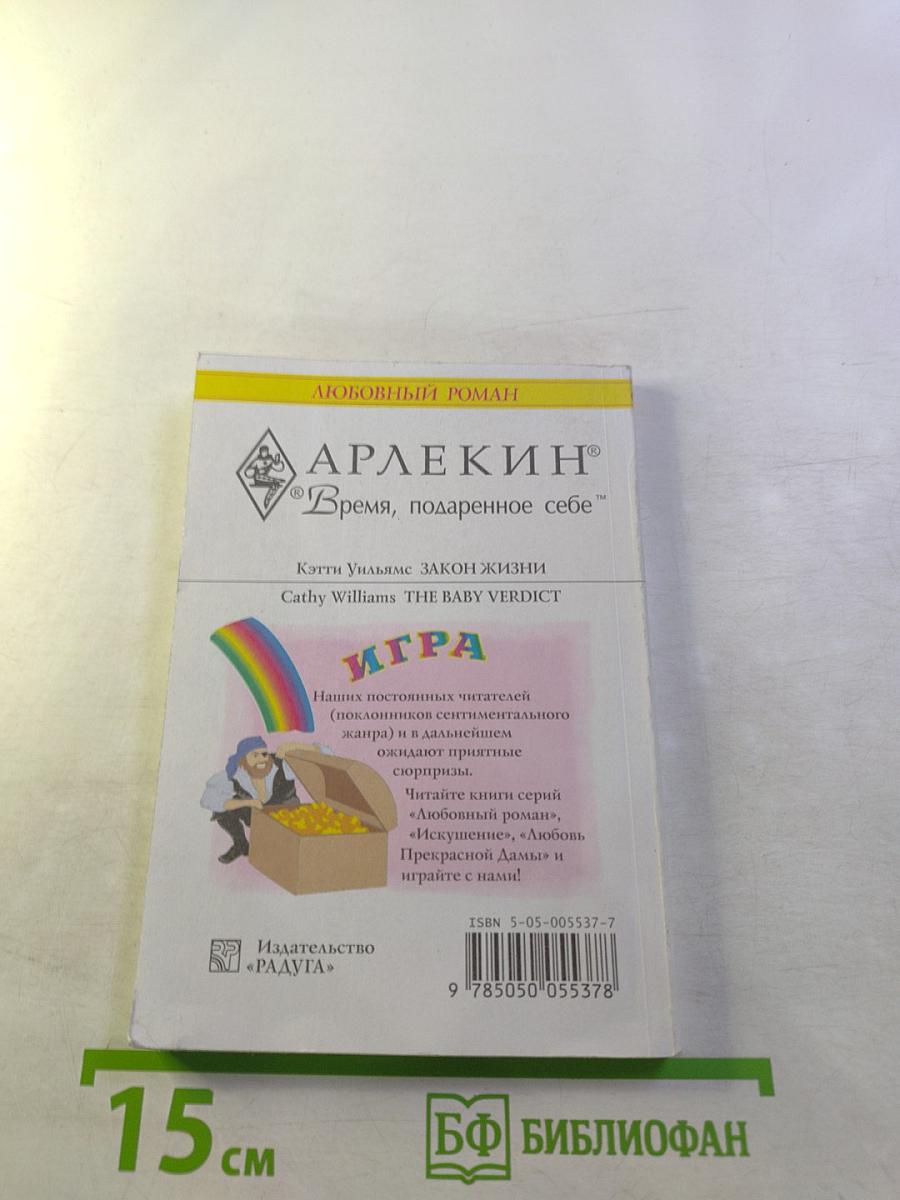 ЛЮБОВНЫЙ РОМАН
АРЛЕКИН®
®Время, подаренное себе™
Кэтти Уильямс ЗАКОН ЖИЗНИ
Cathy Williams THE BABY VERDICT
ИГРА
Наших постоянных читателей
(поклонников сентиментального
жанра) и в дальнейшем
ожидают приятные
сюрпризы.
Читайте книги серий
«Любовный роман»,
«Искушение», «Любовь
Прекрасной Дамы» и
играйте с нами!
ISBN 5-05-005537-7
Издательство
«РАДУГА»
9 785050 055378
15 см
БФ БИБЛИОФАН